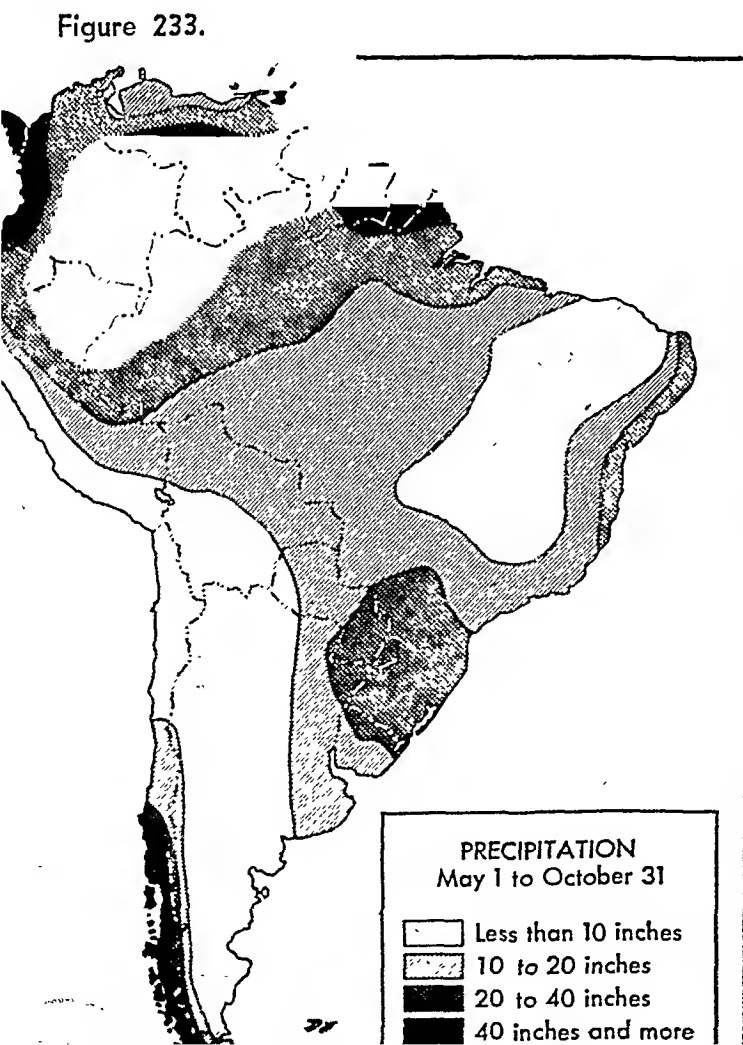 Figure 233.
PRECIPITATION
May 1 to October 31
Less than 10 inches
10 to 20 inches
20 to 40 inches
40 inches and more